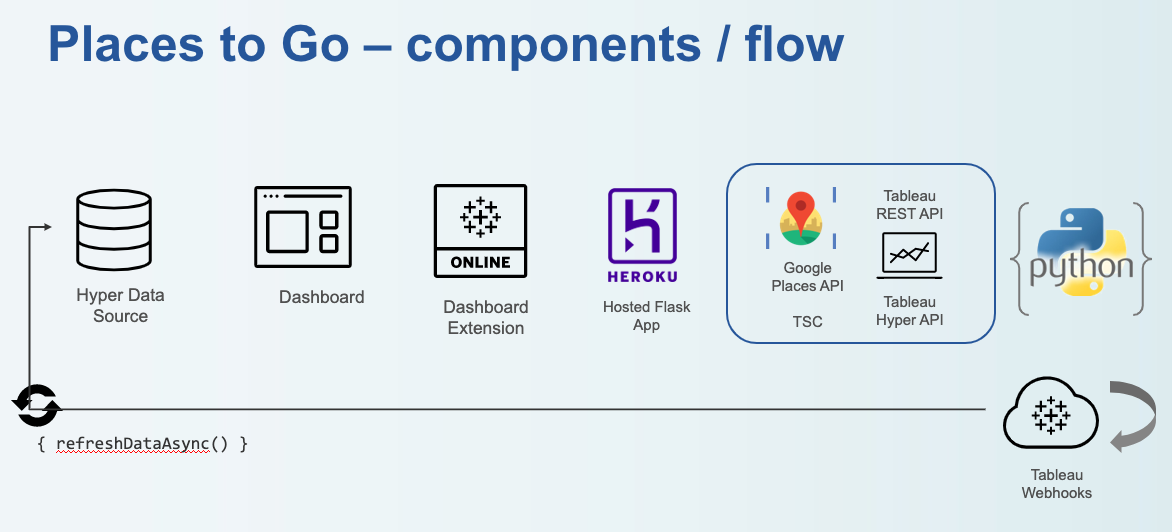 Places to Go – components / flow
Hyper Data
Source
Dashboard
ONLINE
Dashboard
Extension
HEROKU
Hosted Flask
App
Google
Places API
TSC
Tableau
REST API
Tableau
Hyper API
{ python }
{ refreshDataAsync() }
Tableau
Webhooks